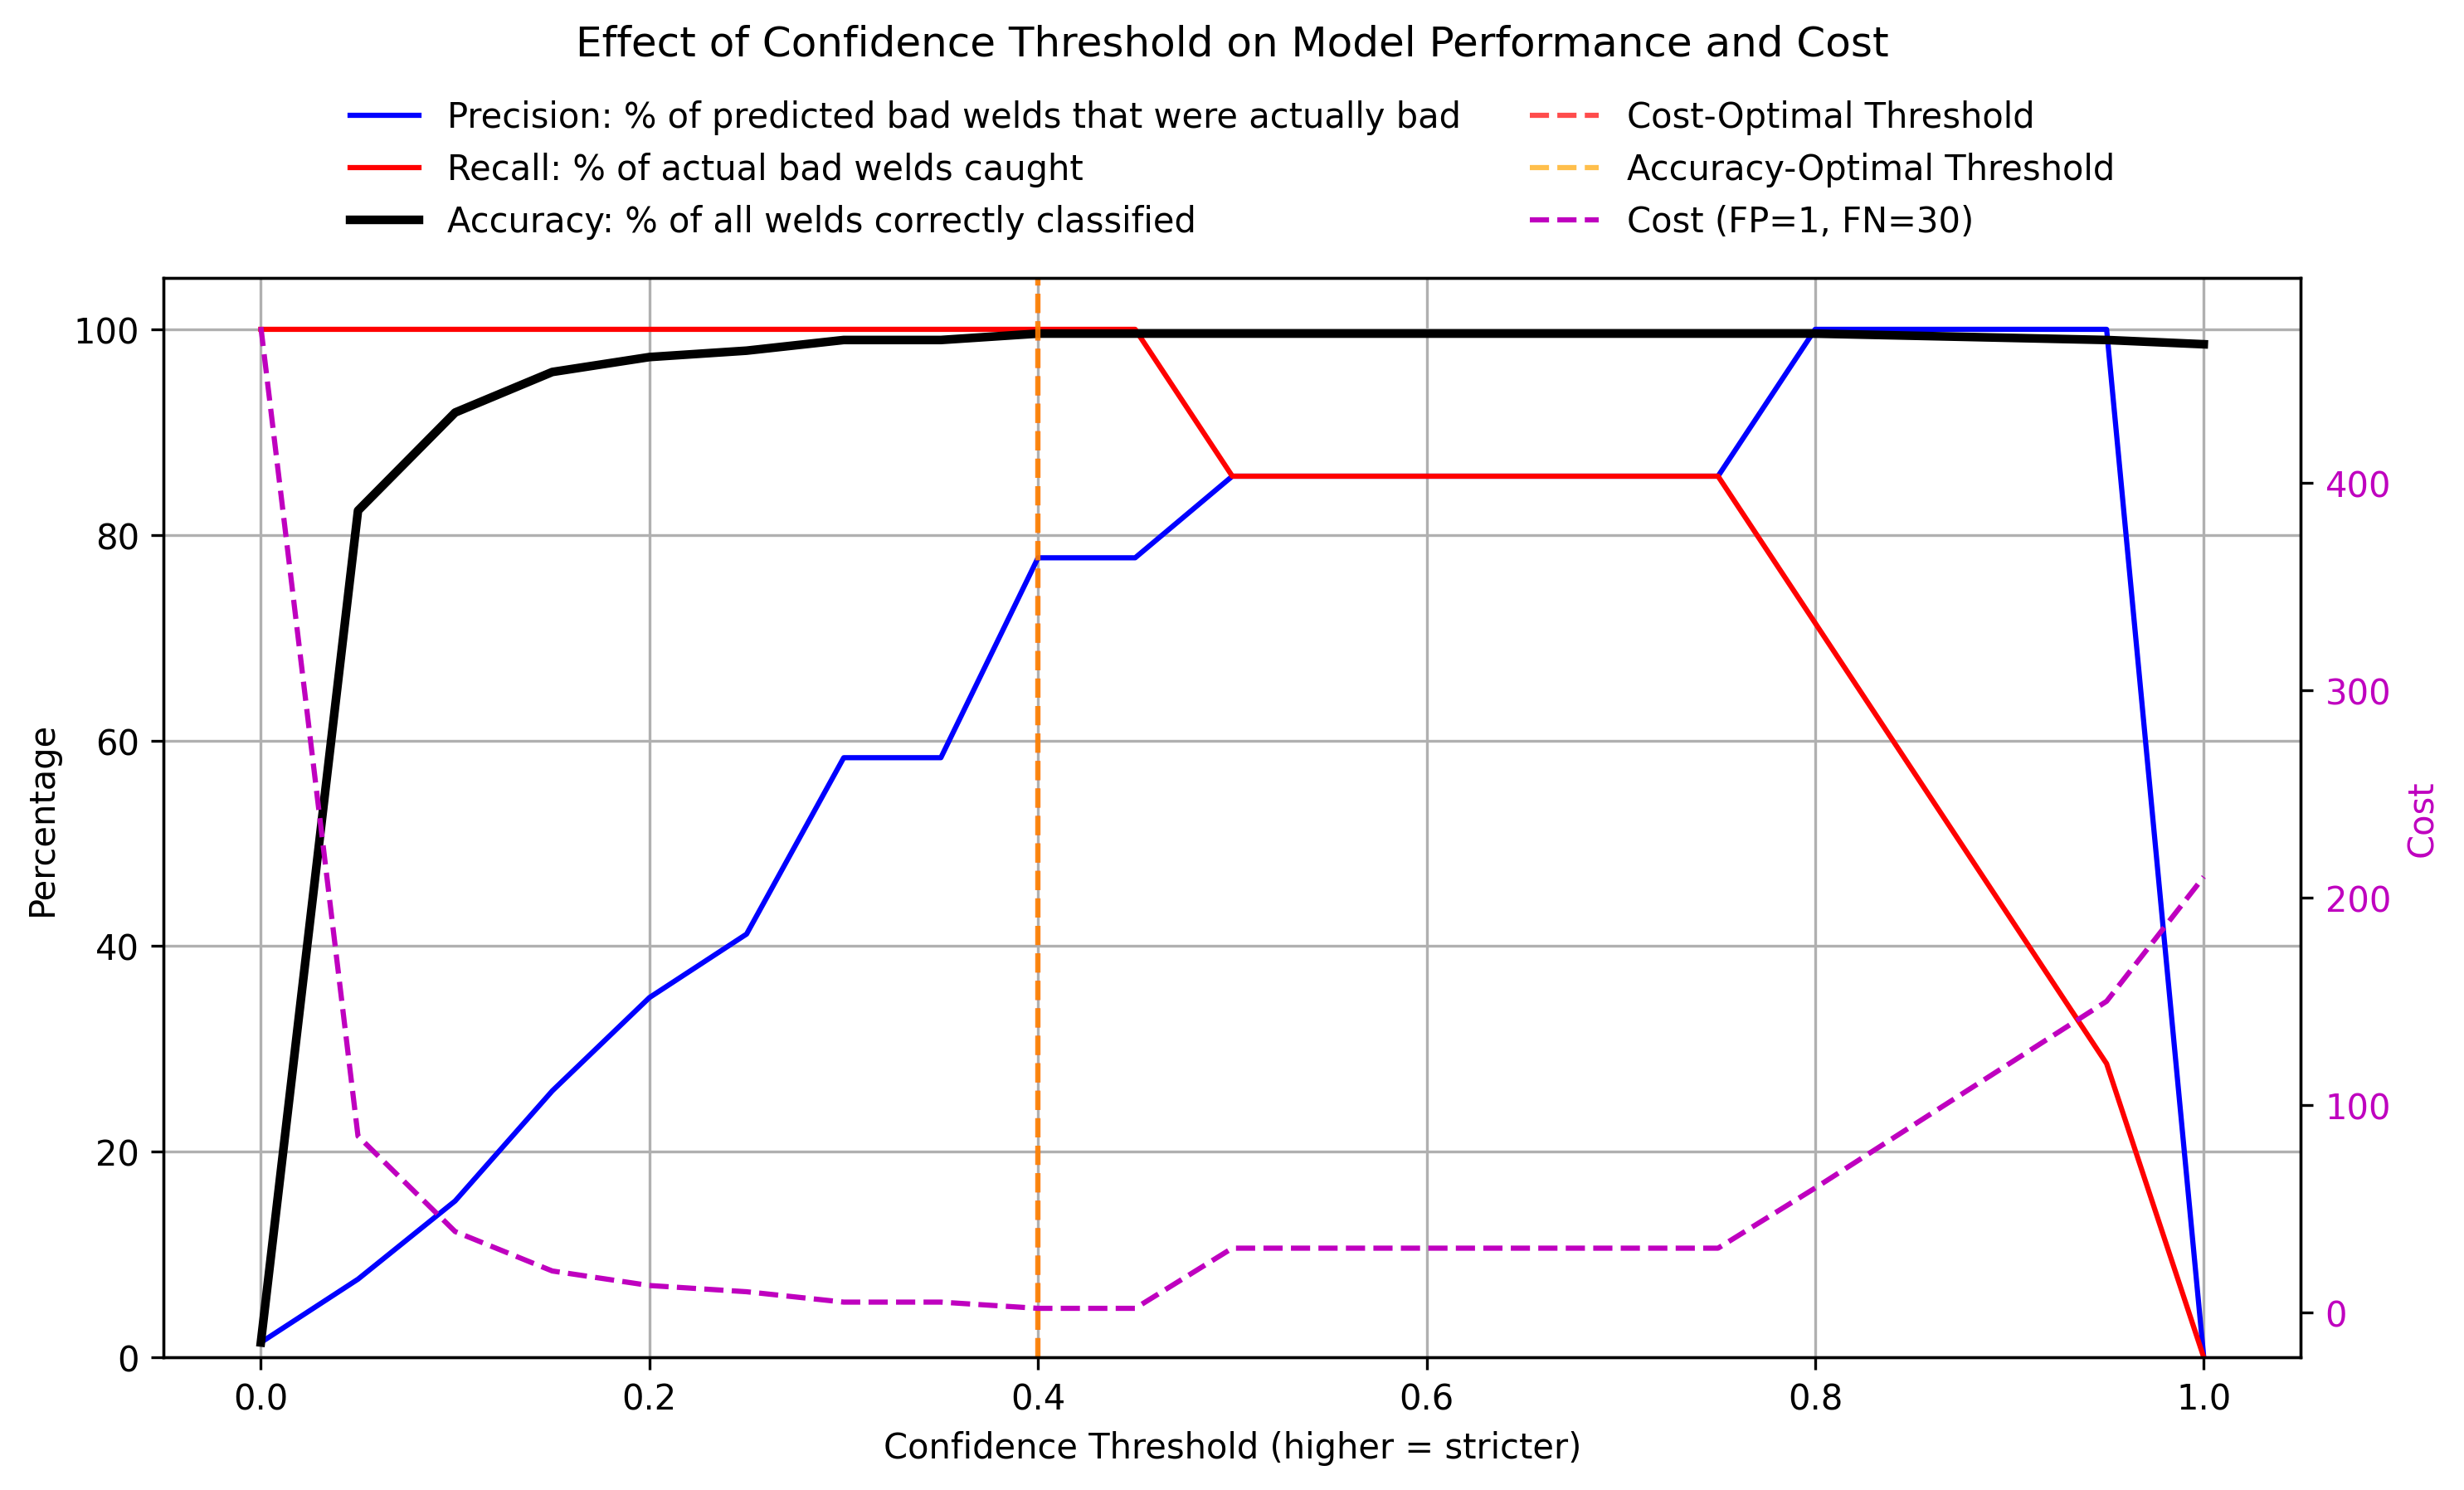 Effect of Confidence Threshold on Model Performance and Cost
Precision: % of predicted bad welds that were actually bad
Recall: % of actual bad welds caught
Accuracy: % of all welds correctly classified
Cost-Optimal Threshold
Accuracy-Optimal Threshold
Cost (FP=1, FN=30)
Percentage
100
80
60
40
20
0
0.0
0.2
0.4
0.6
0.8
1.0
Confidence Threshold (higher = stricter)
400
300
200
100
0
Cost